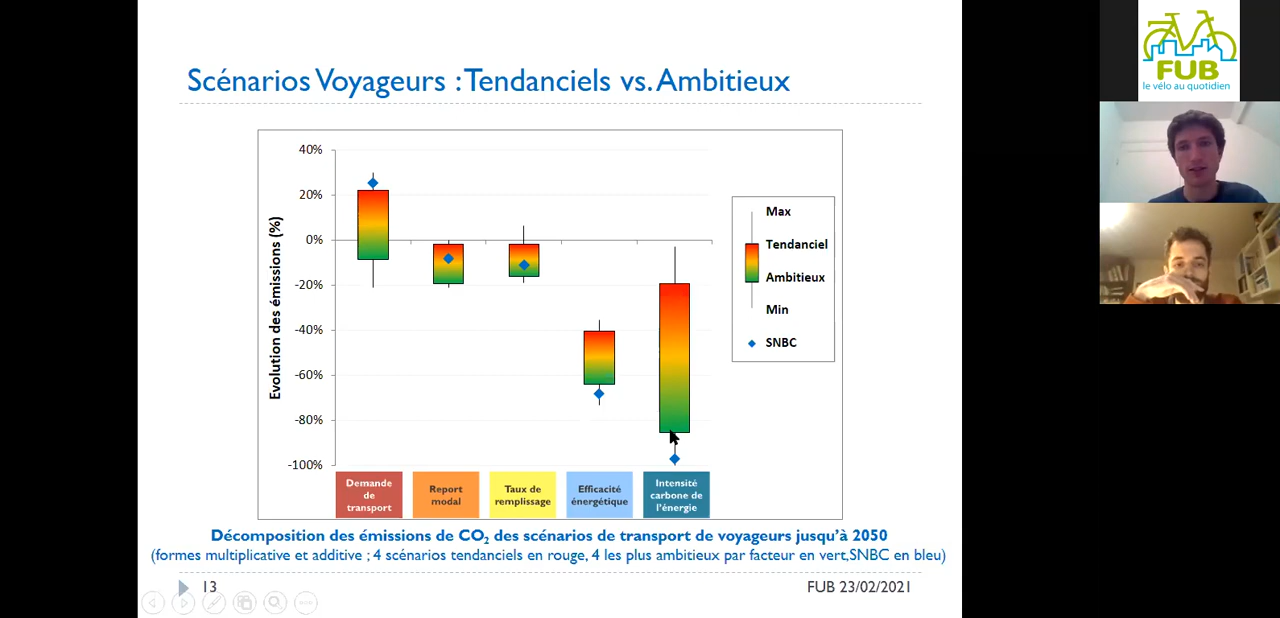 Scénarios Voyageurs : Tendanciels vs. Ambitieux
Evolution des émissions (%)
40%
20%
0%
-20%
-40%
-60%
-80%
-100%
Demande
de
transport
Report
modal
Taux de
remplissage
Efficacité
énergétique
Intensité
carbone de
l'énergie
Max
Tendanciel
Ambitieux
Min
SNBC
Décomposition des émissions de CO2 des scénarios de transport de voyageurs jusqu'à 2050
(formes multiplicative et additive ; 4 scénarios tendanciels en rouge, 4 les plus ambitieux par facteur en vert,SNBC en bleu)
13
FUB 23/02/2021
FUB
le vélo au quotidien